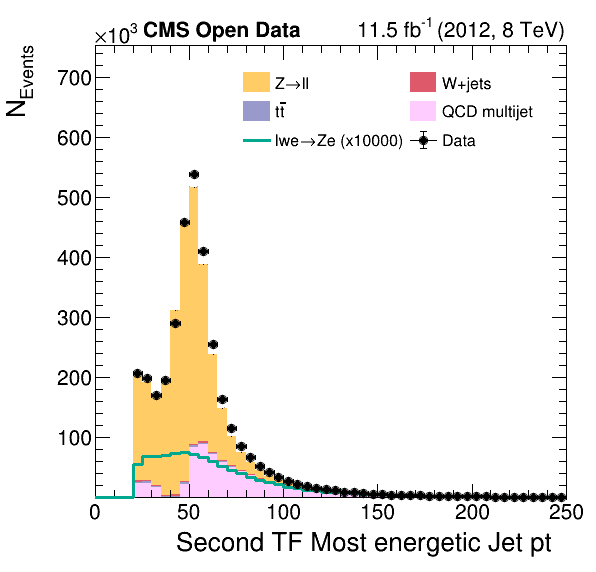 ×10³ CMS Open Data 11.5 fb⁻¹ (2012, 8 TeV)
N_Events
700
600
500
400
300
200
100
Z→ll W+jets
tt̄ QCD multijet
lwe→Ze (x10000) Data
0 50 100 150 200 250
Second TF Most energetic Jet pt